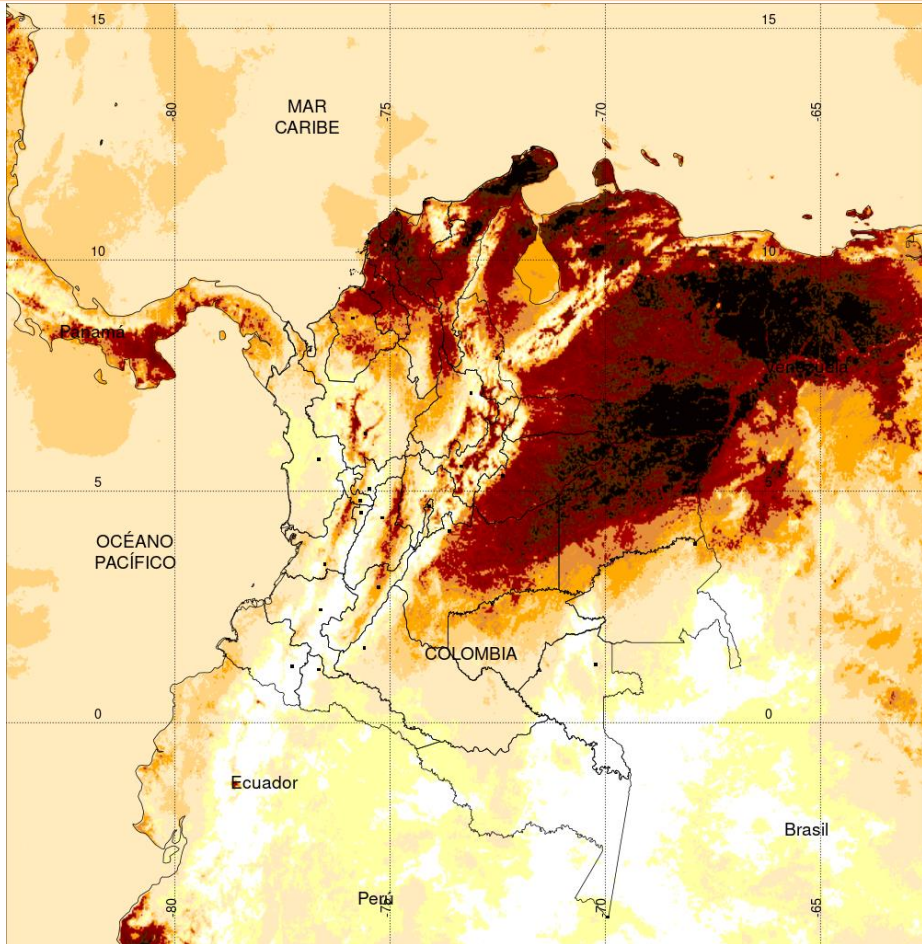 15
15
-80
-75
-70
-65
MAR
CARIBE
10
10
Panamá
Venezuela
5
5
OCÉANO
PACÍFICO
COLOMBIA
0
0
Ecuador
Brasil
Perú
-80
-75
-70
-65